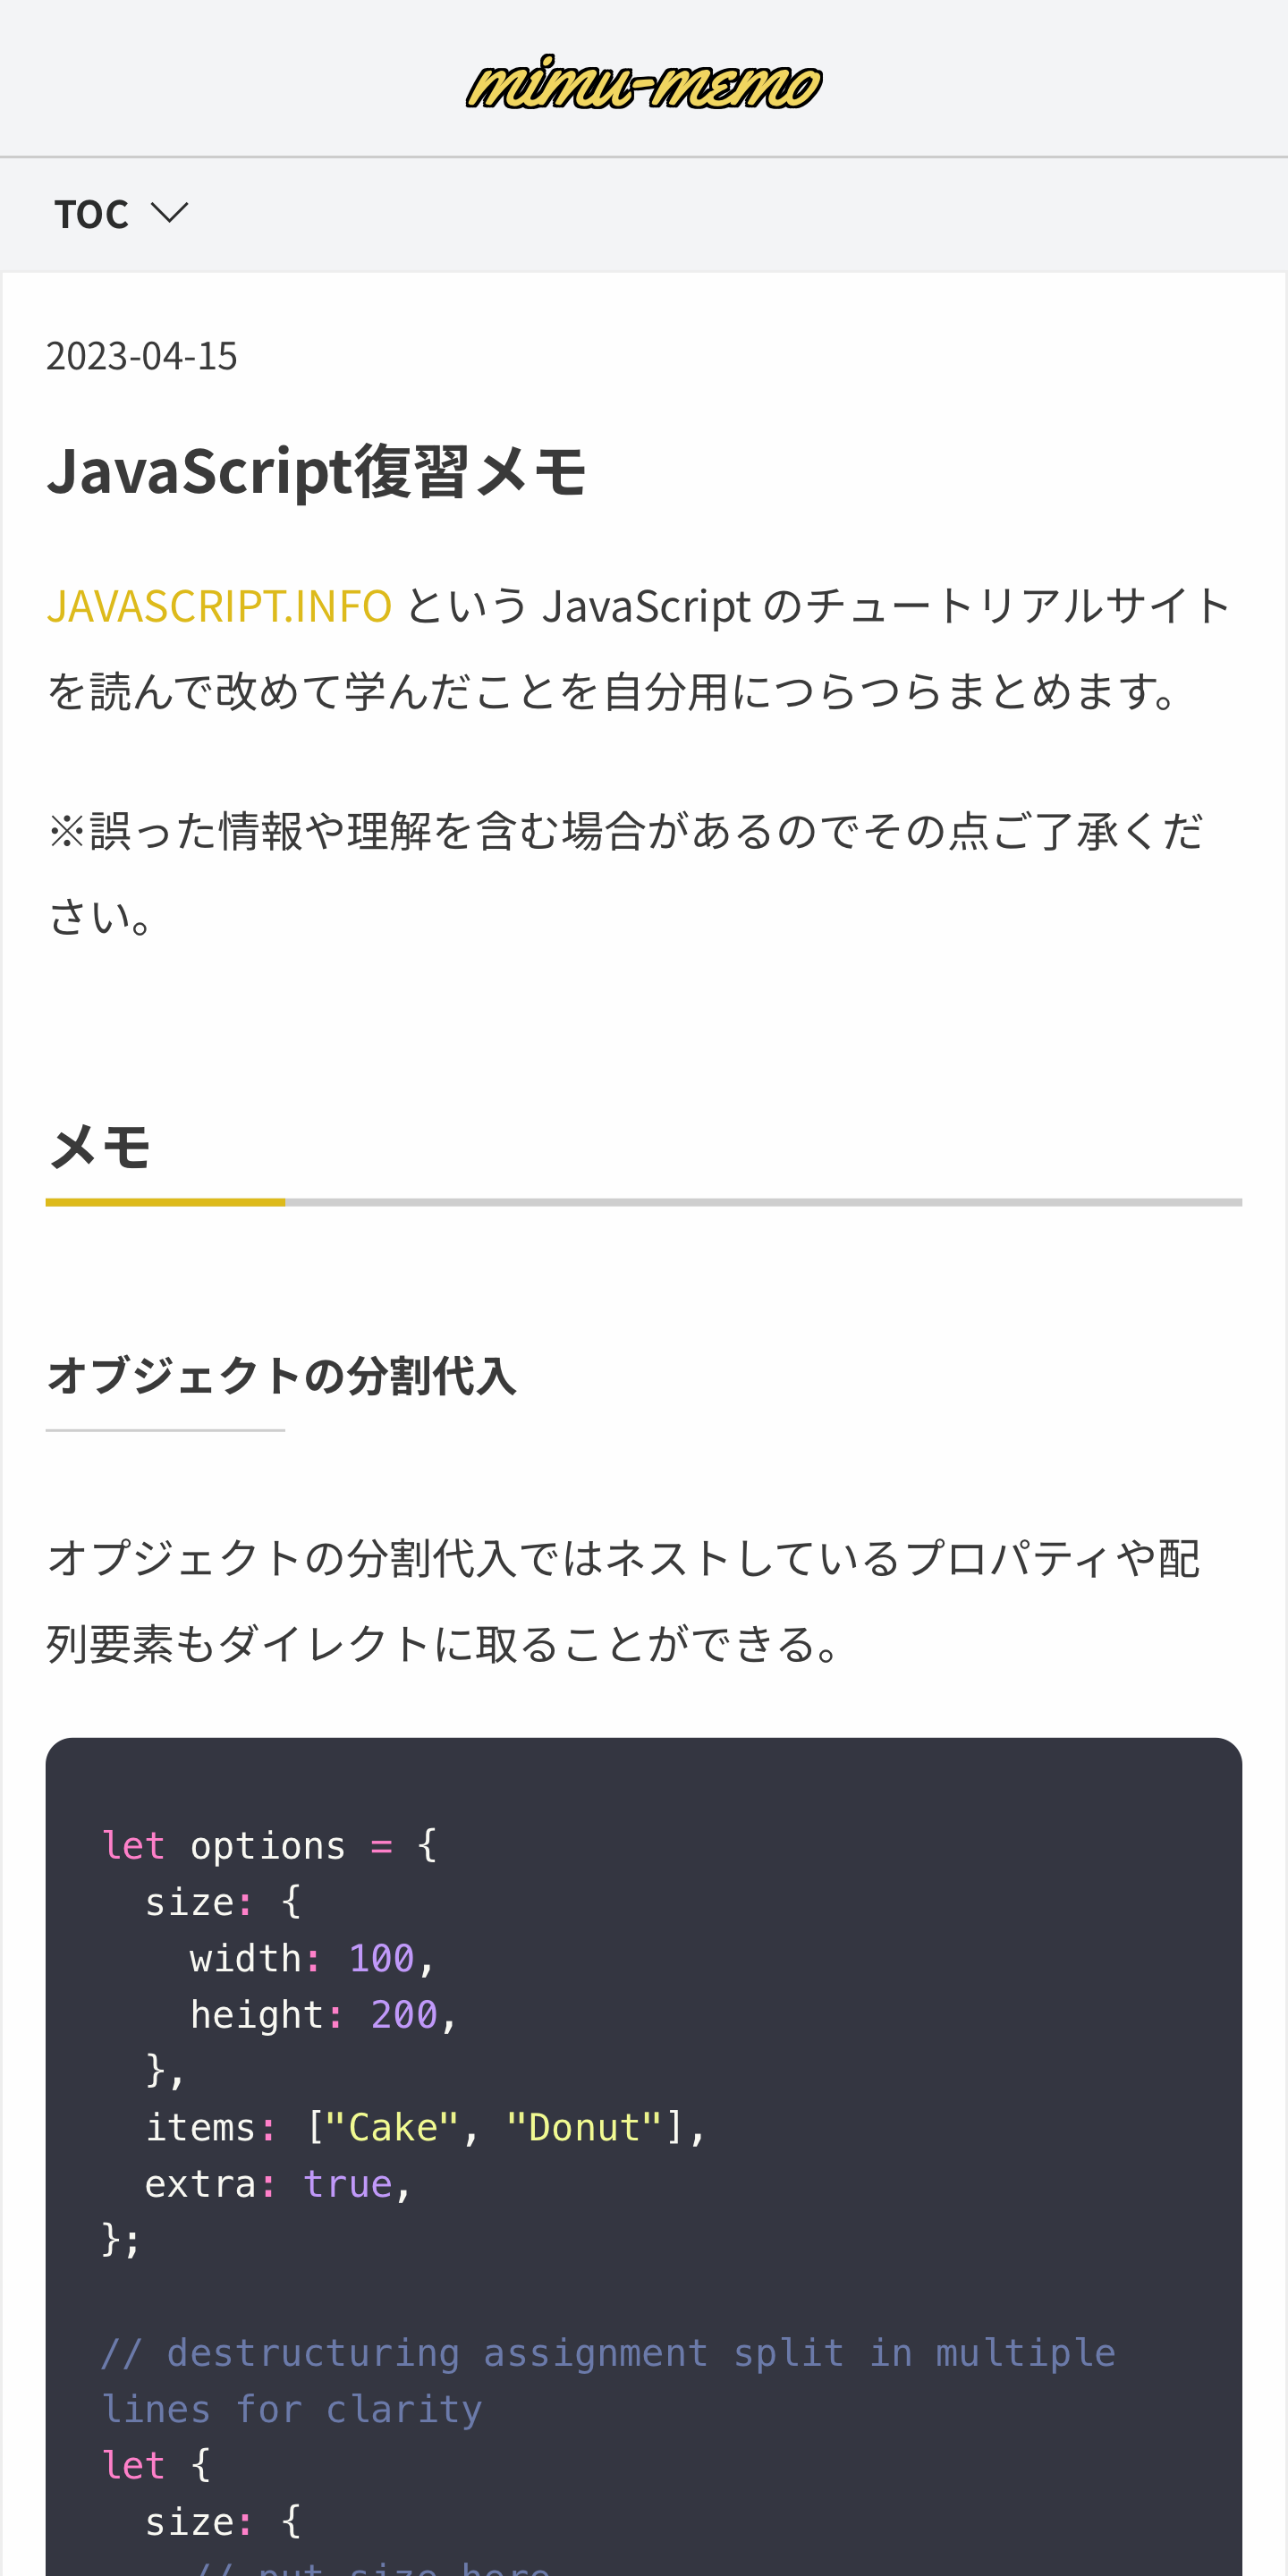 mimu-memo
TOC
2023-04-15
JavaScript復習メモ
JAVASCRIPT.INFO という JavaScript のチュートリアルサイト
を読んで改めて学んだことを自分用につらつらまとめます。
※誤った情報や理解を含む場合があるのでその点ご了承くだ
さい。
メモ
オブジェクトの分割代入
オプジェクトの分割代入ではネストしているプロパティや配
列要素もダイレクトに取ることができる。
let options = {
  size: {
    width: 100,
    height: 200,
  },
  items: ["Cake", "Donut"],
  extra: true,
};
// destructuring assignment split in multiple
lines for clarity
let {
  size: {
    // put size here